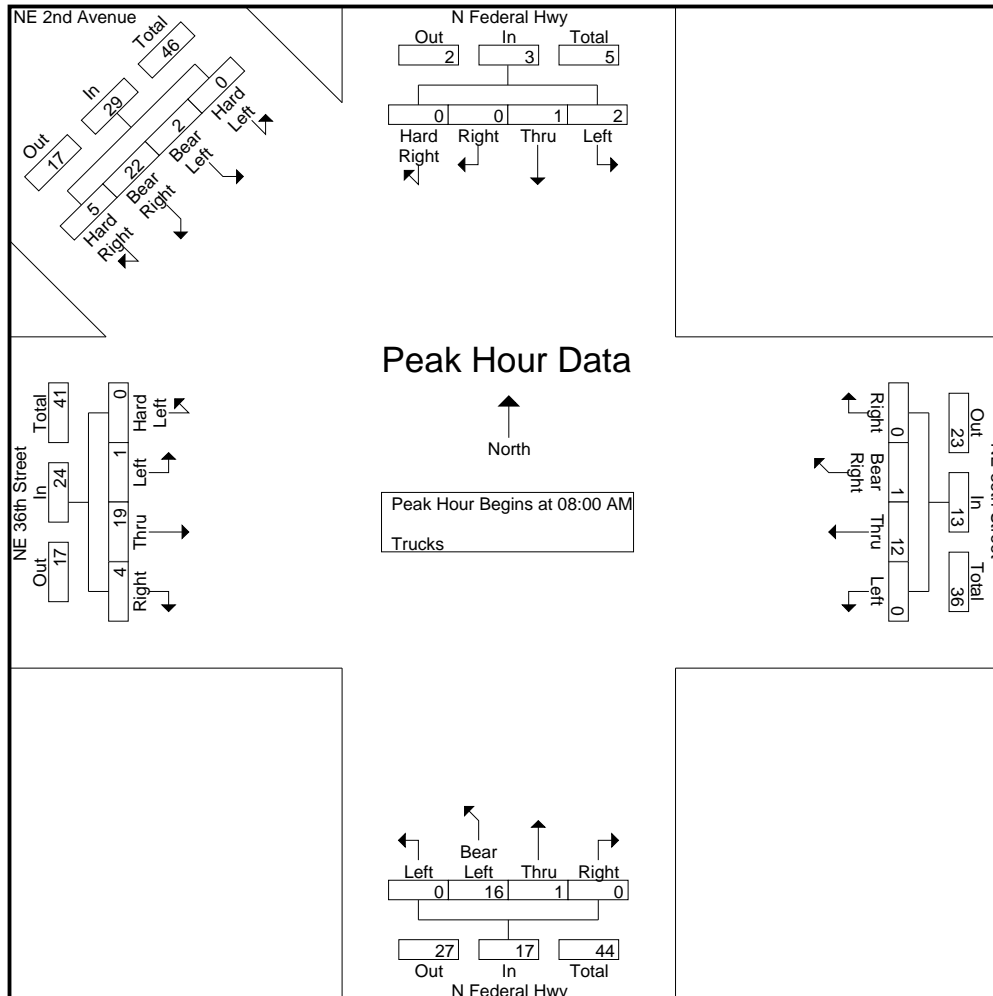 NE 2nd Avenue
Out In Total
17 29 46
5 22 2 0
Hard Right
Bear Right
Bear Left
Hard Left
N Federal Hwy
Out In Total
2 3 5
0 0 1 2
Hard Right
Right
Thru
Left
Peak Hour Data
North
Peak Hour Begins at 08:00 AM
Trucks
NE 36th Street
Out In Total
17 24 41
4 19 1 0
Right
Thru
Left
Hard Left
Out In Total
23 13 36
0 1 12 0
Right
Bear Right
Thru
Left
Left
Bear Left
Thru
Right
0 16 1 0
27 17 44
Out In Total
N Federal Hwy